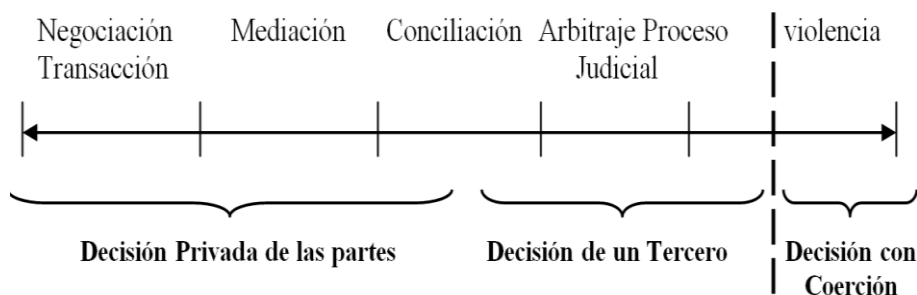 Negociación Mediación Conciliación Arbitraje Proceso violencia
Transacción Judicial
Decisión Privada de las partes Decisión de un Tercero Decisión con
Coerción